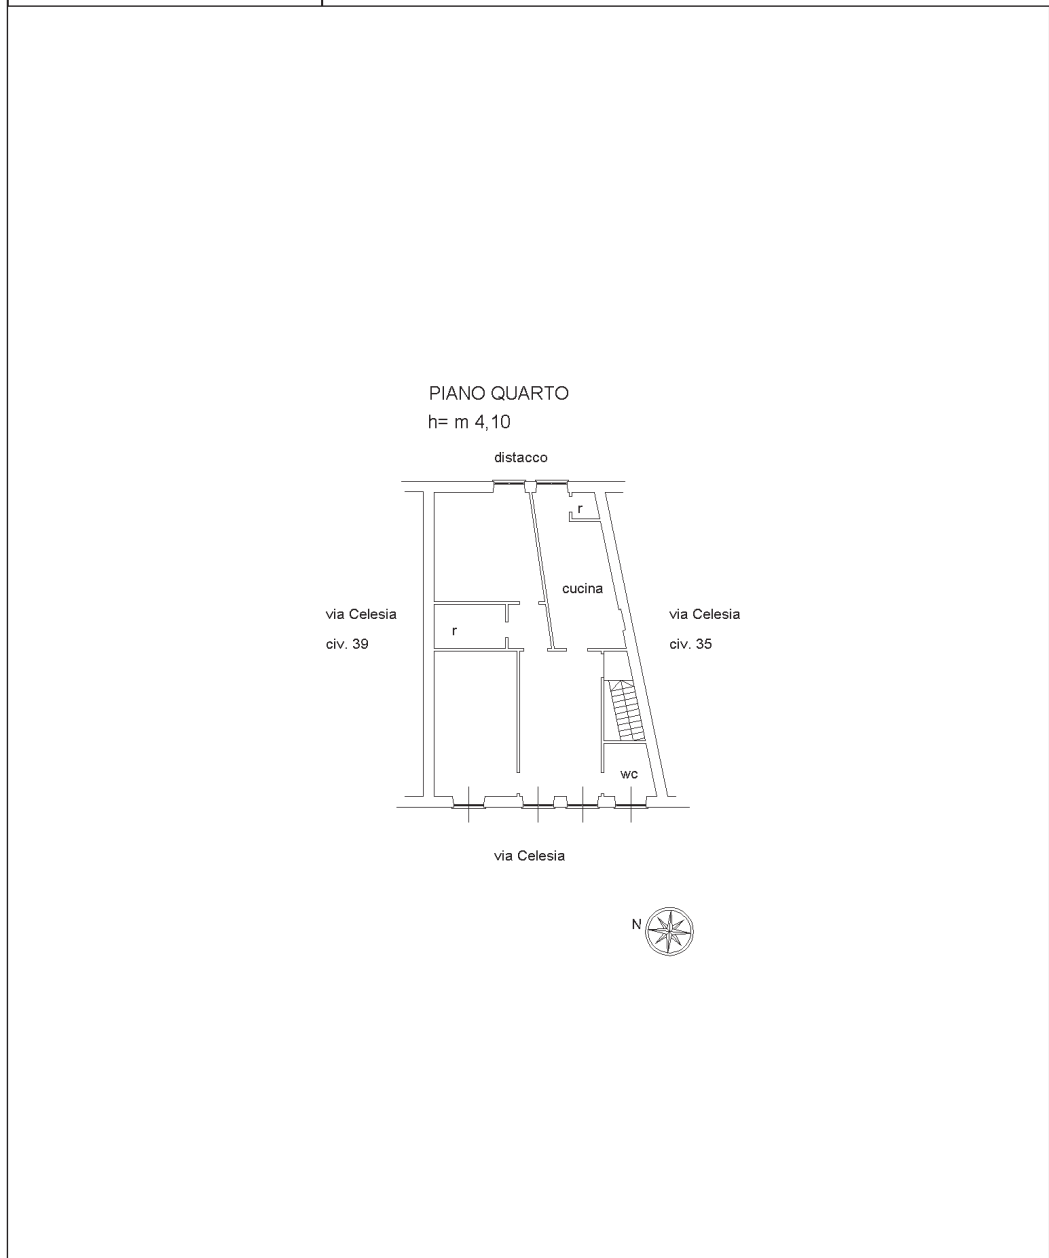 PIANO QUARTO
h= m 4,10
distacco
r
cucina
via Celesia
civ. 39
r
via Celesia
civ. 35
wc
via Celesia
N